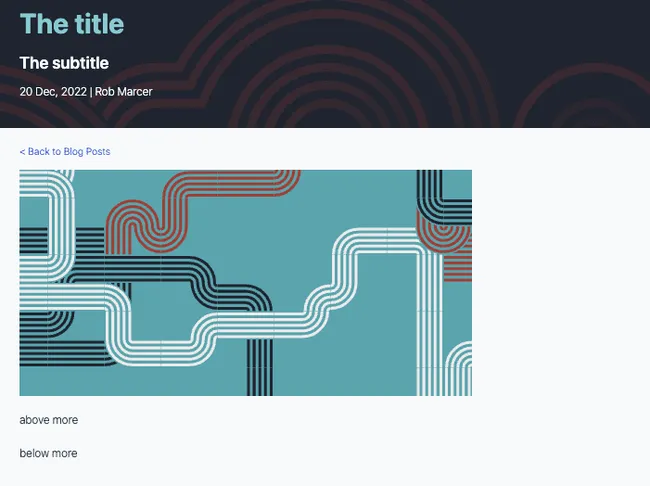 The title
The subtitle
20 Dec, 2022 | Rob Marcer
< Back to Blog Posts
above more
below more